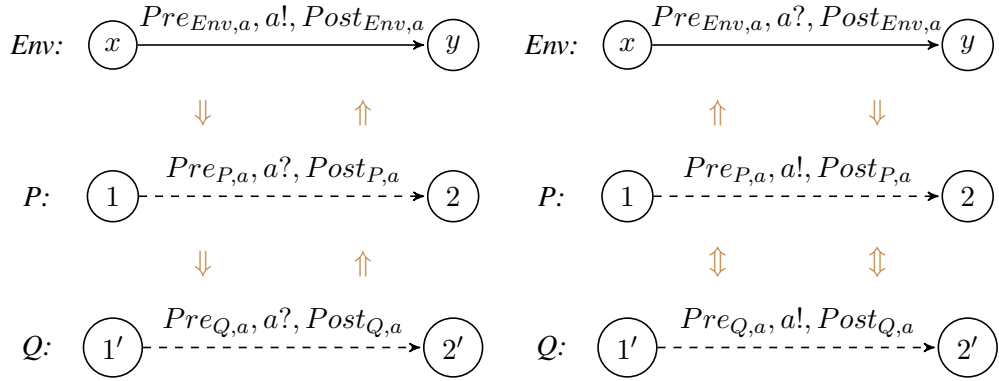 Pre_{Env,a}, a!, Post_{Env,a}
Env: x y
⇓ ⇑
Pre_{P,a}, a?, Post_{P,a}
P: 1 2
⇓ ⇑
Pre_{Q,a}, a?, Post_{Q,a}
Q: 1′ 2′
Pre_{Env,a}, a?, Post_{Env,a}
Env: x y
⇑ ⇓
Pre_{P,a}, a!, Post_{P,a}
P: 1 2
⇕ ⇕
Pre_{Q,a}, a!, Post_{Q,a}
Q: 1′ 2′